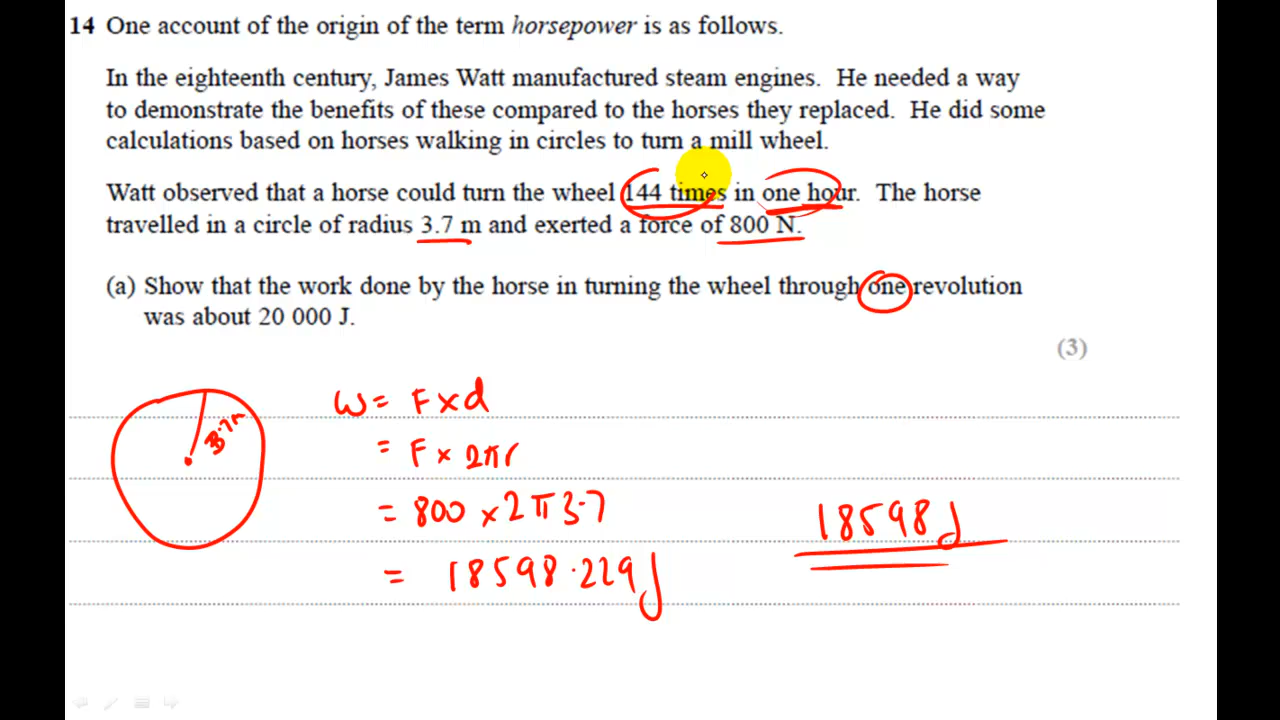 14 One account of the origin of the term horsepower is as follows.
In the eighteenth century, James Watt manufactured steam engines. He needed a way
to demonstrate the benefits of these compared to the horses they replaced. He did some
calculations based on horses walking in circles to turn a mill wheel.
Watt observed that a horse could turn the wheel 144 times in one hour. The horse
travelled in a circle of radius 3.7 m and exerted a force of 800 N.
(a) Show that the work done by the horse in turning the wheel through one revolution
was about 20 000 J.
(3)
3.7m
W = F × d
= F × 2πr
= 800 × 2π3.7
= 18598.229J
18598J